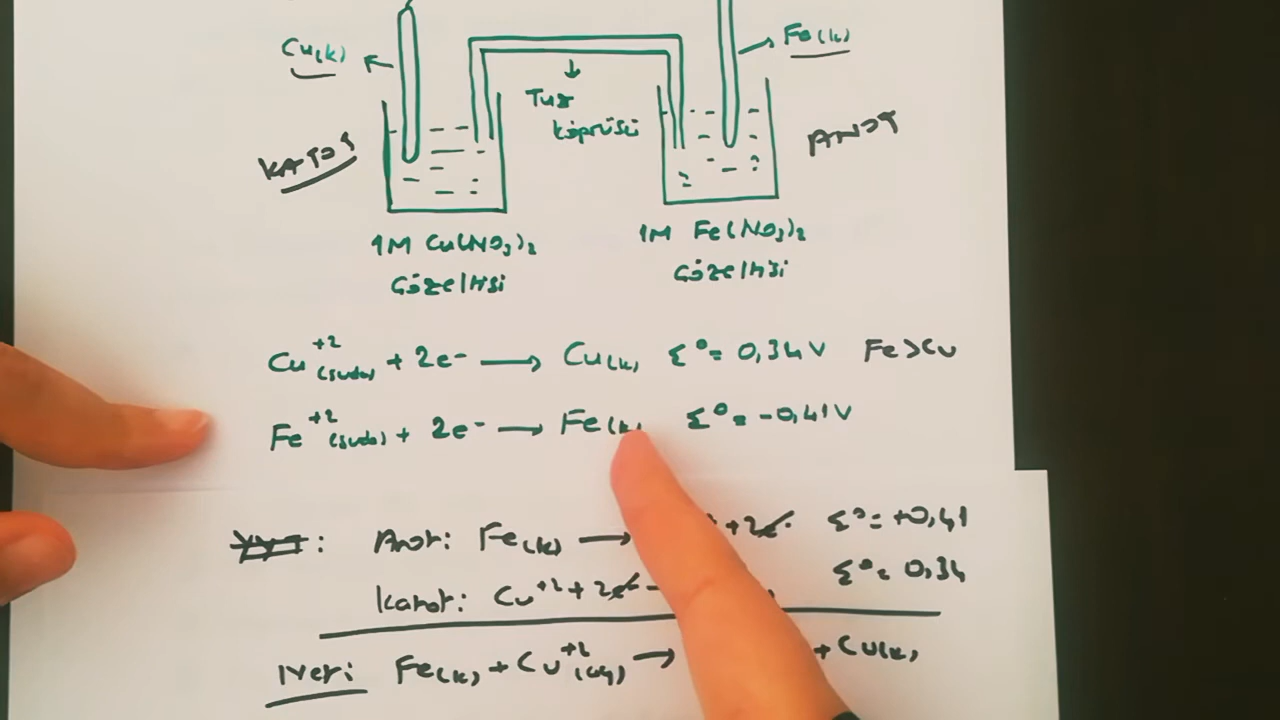 Cu(k)
Fe(k)
Tuz
köprüsü
KATOT
ANOT
1M Cu(NO3)2
çözeltisi
1M Fe(NO3)2
çözeltisi
Cu+2(suda) + 2e- → Cu(k) Ɛ°= 0,34V Fe>Cu
Fe+2(suda) + 2e- → Fe(k) Ɛ°= -0,41V
Anot: Fe(k) → +2e- Ɛ°= +0,41
Katot: Cu+2 + 2e- Ɛ°= 0,34
Net: Fe(k) + Cu+2(aq) → + Cu(k)